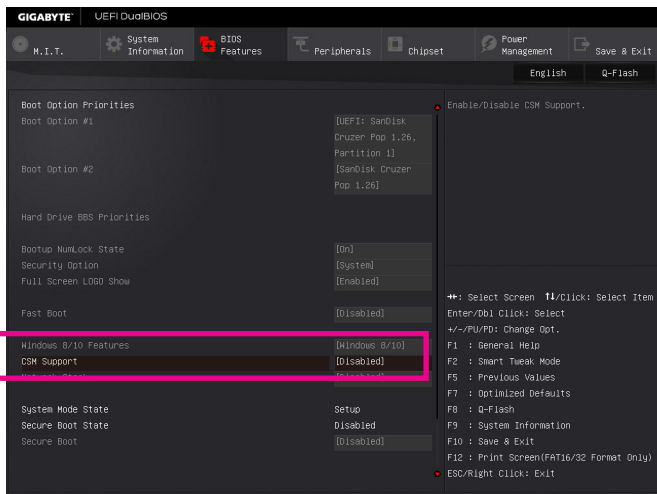 GIGABYTE™ UEFI DualBIOS
M.I.T.
System Information
BIOS Features
Peripherals
Chipset
Power Management
Save & Exit
English Q-Flash
Boot Option Priorities
Boot Option #1 [UEFI: SanDisk
Cruzer Pop 1.26,
Partition 1]
Boot Option #2 [SanDisk Cruzer
Pop 1.26]
Hard Drive BBS Priorities
Bootup NumLock State [On]
Security Option [System]
Full Screen LOGO Show [Enabled]
Fast Boot [Disabled]
Windows 8/10 Features [Windows 8/10]
CSM Support [Disabled]
System Mode State Setup
Secure Boot State Disabled
Secure Boot [Disabled]
Enable/Disable CSM Support.
→←: Select Screen ↑↓/Click: Select Item
Enter/Dbl Click: Select
+/-/PU/PD: Change Opt.
F1 : General Help
F2 : Smart Tweak Mode
F5 : Previous Values
F7 : Optimized Defaults
F8 : Q-Flash
F9 : System Information
F10 : Save & Exit
F12 : Print Screen(FAT16/32 Format Only)
ESC/Right Click: Exit